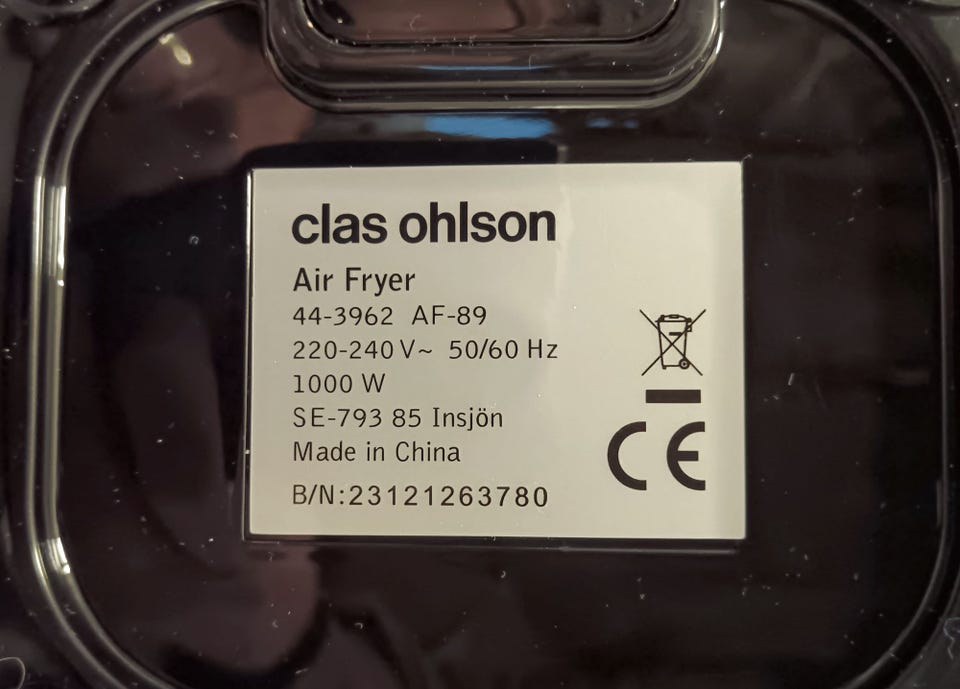 clas ohlson
Air Fryer
44-3962 AF-89
220-240 V~ 50/60 Hz
1000 W
SE-793 85 Insjön
Made in China
B/N:23121263780
CE